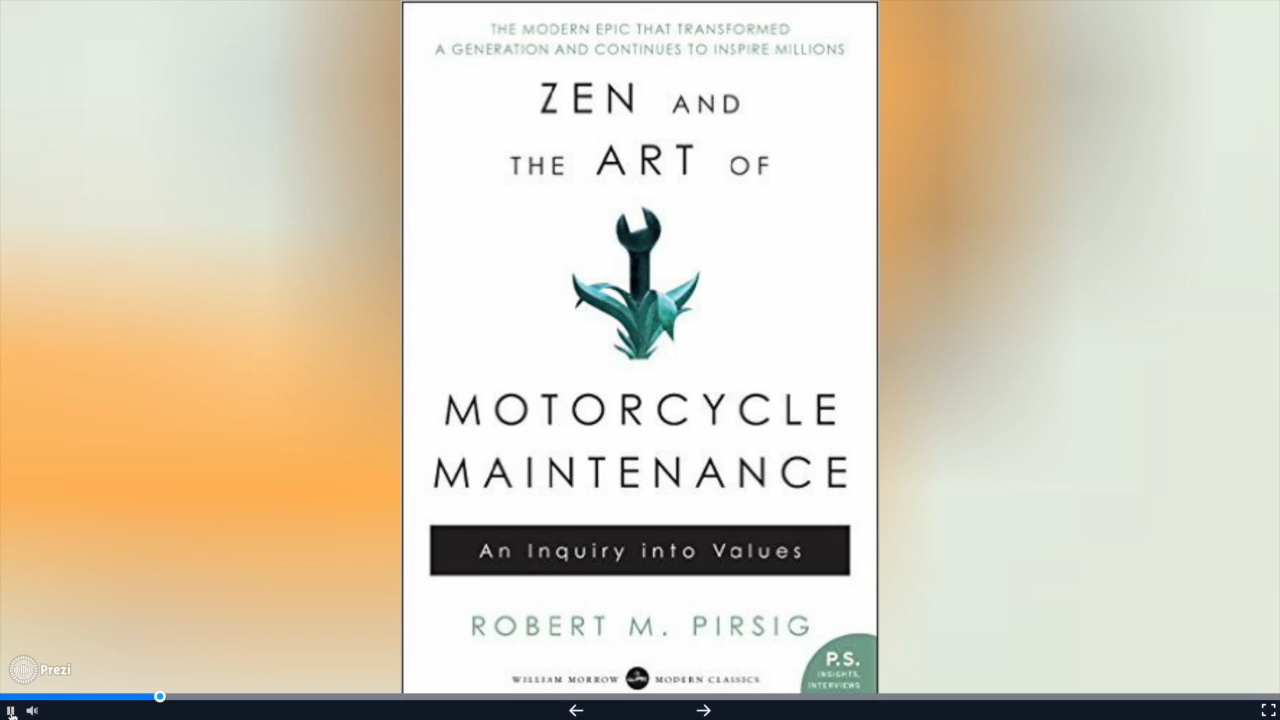 THE MODERN EPIC THAT TRANSFORMED
A GENERATION AND CONTINUES TO INSPIRE MILLIONS
ZEN AND
THE ART OF
MOTORCYCLE
MAINTENANCE
An Inquiry into Values
ROBERT M. PIRSIG
P.S.
INSIGHTS,
INTERVIEWS
WILLIAM MORROW MODERN CLASSICS
Prezi